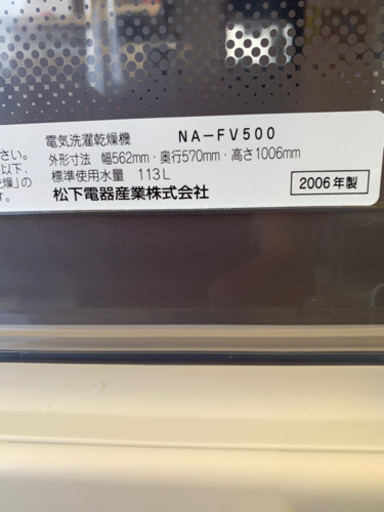 電気洗濯乾燥機 NA-FV500
外形寸法 幅562mm・奥行570mm・高さ1006mm
標準使用水量 113L
松下電器産業株式会社
2006年製
さい。
以下、
燥」の
す。